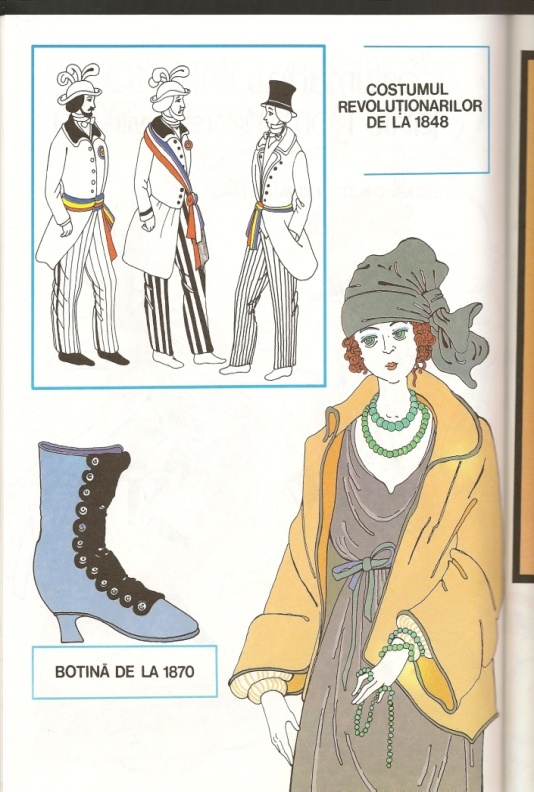 COSTUMUL
REVOLUȚIONARILOR
DE LA 1848
BOTINĂ DE LA 1870